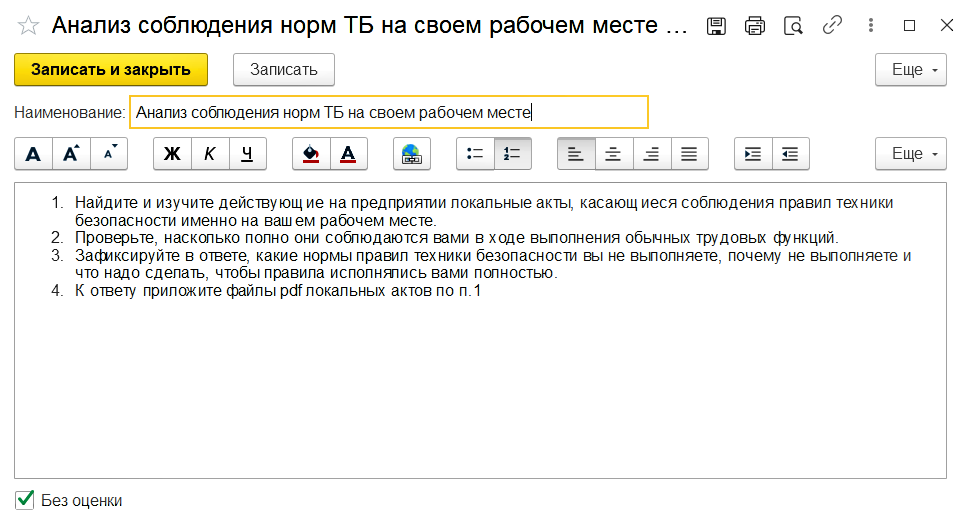 Анализ соблюдения норм ТБ на своем рабочем месте ...
Записать и закрыть
Записать
Еще
Наименование: Анализ соблюдения норм ТБ на своем рабочем месте
А А А Ж К Ч А
Еще
1. Найдите и изучите действующие на предприятии локальные акты, касающиеся соблюдения правил техники
безопасности именно на вашем рабочем месте.
2. Проверьте, насколько полно они соблюдаются вами в ходе выполнения обычных трудовых функций.
3. Зафиксируйте в ответе, какие нормы правил техники безопасности вы не выполняете, почему не выполняете и
что надо сделать, чтобы правила исполнялись вами полностью.
4. К ответу приложите файлы pdf локальных актов по п.1
Без оценки